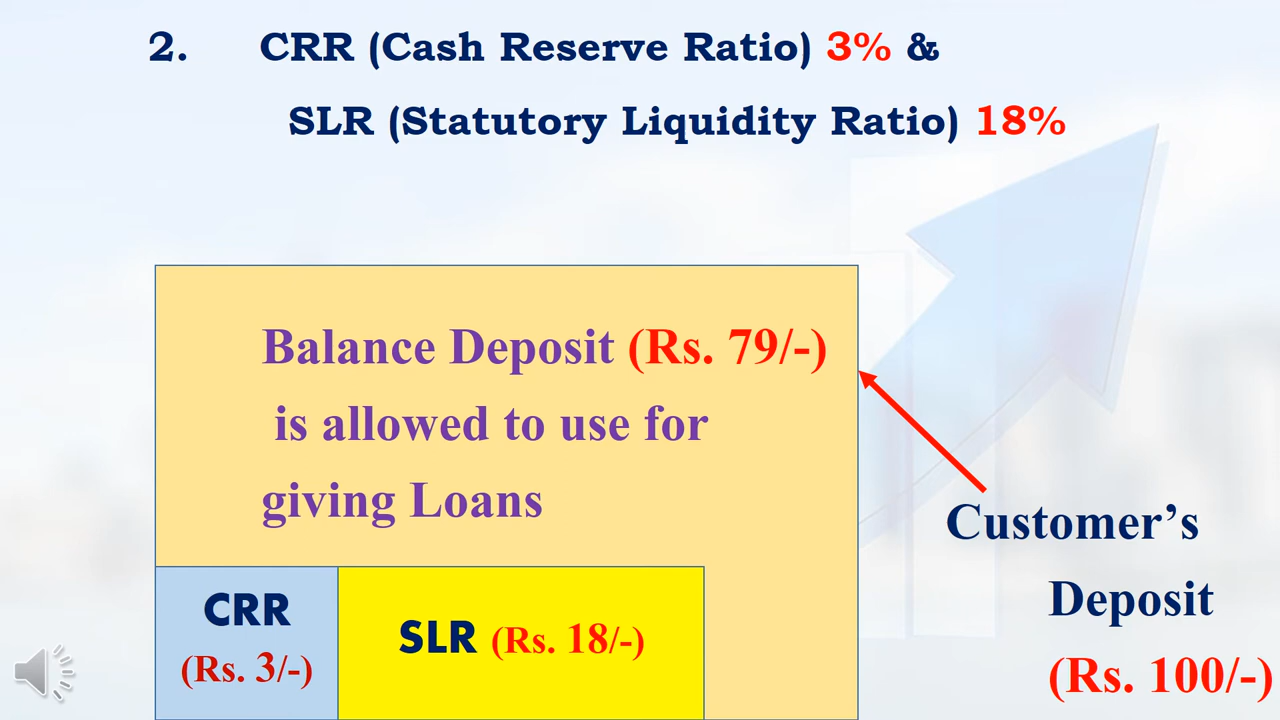 2. CRR (Cash Reserve Ratio) 3% &
SLR (Statutory Liquidity Ratio) 18%
Balance Deposit (Rs. 79/-)
is allowed to use for
giving Loans
CRR
(Rs. 3/-)
SLR (Rs. 18/-)
Customer’s
Deposit
(Rs. 100/-)